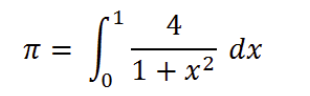 π = ∫₀¹ 4 / (1 + x²) dx